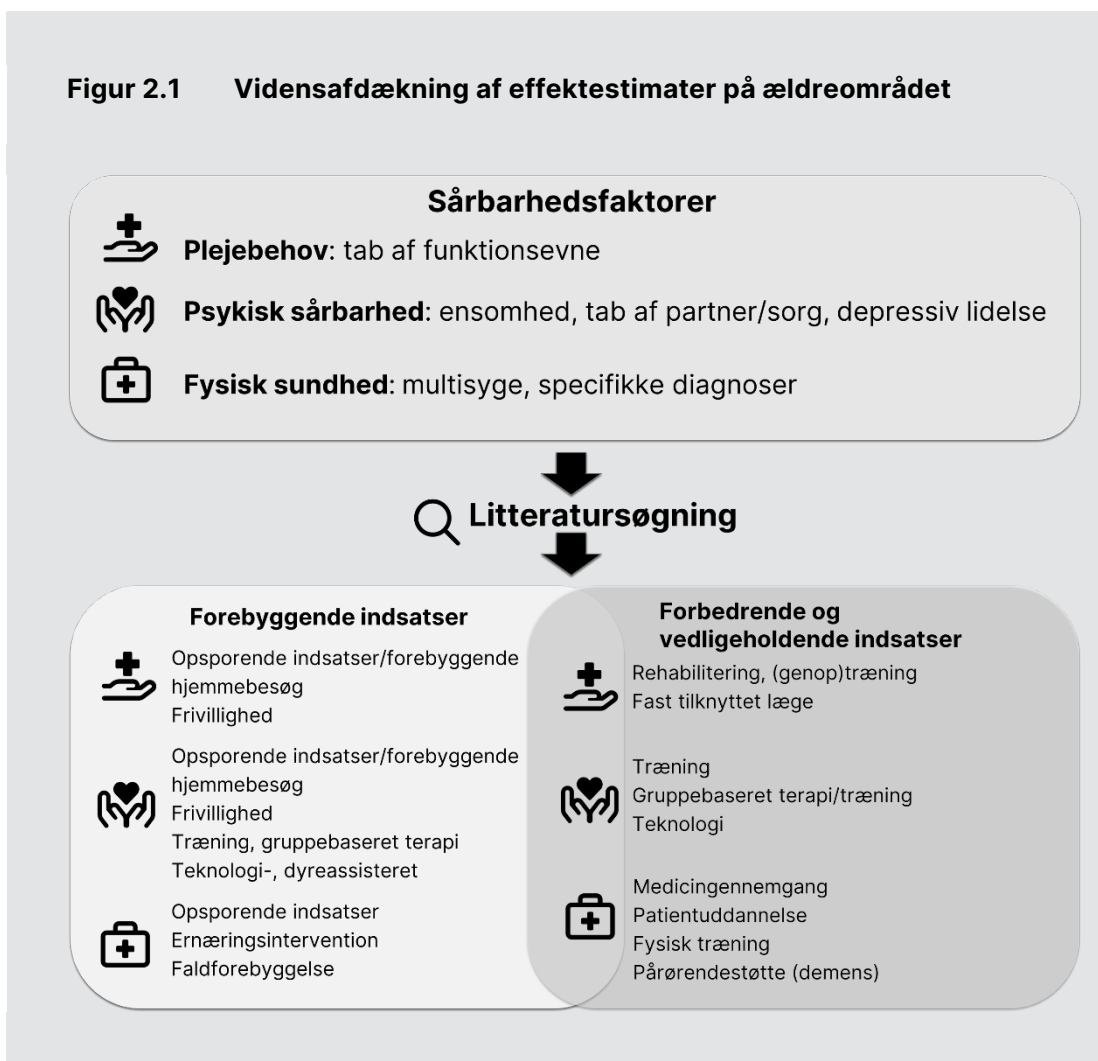 Figur 2.1 Vidensafdækning af effektestimater på ældreområdet
Sårbarhedsfaktorer
Plejebehov: tab af funktionsevne
Psykisk sårbarhed: ensomhed, tab af partner/sorg, depressiv lidelse
Fysisk sundhed: multisyge, specifikke diagnoser
Litteratursøgning
Forebyggende indsatser
Opsporende indsatser/forebyggende
hjemmebesøg
Frivillighed
Opsporende indsatser/forebyggende
hjemmebesøg
Frivillighed
Træning, gruppebaseret terapi
Teknologi-, dyreassisteret
Opsporende indsatser
Ernæringsintervention
Faldforebyggelse
Forbedrende og
vedligeholdende indsatser
Rehabilitering, (genop)træning
Fast tilknyttet læge
Træning
Gruppebaseret terapi/træning
Teknologi
Medicingennemgang
Patientuddannelse
Fysisk træning
Pårørendestøtte (demens)